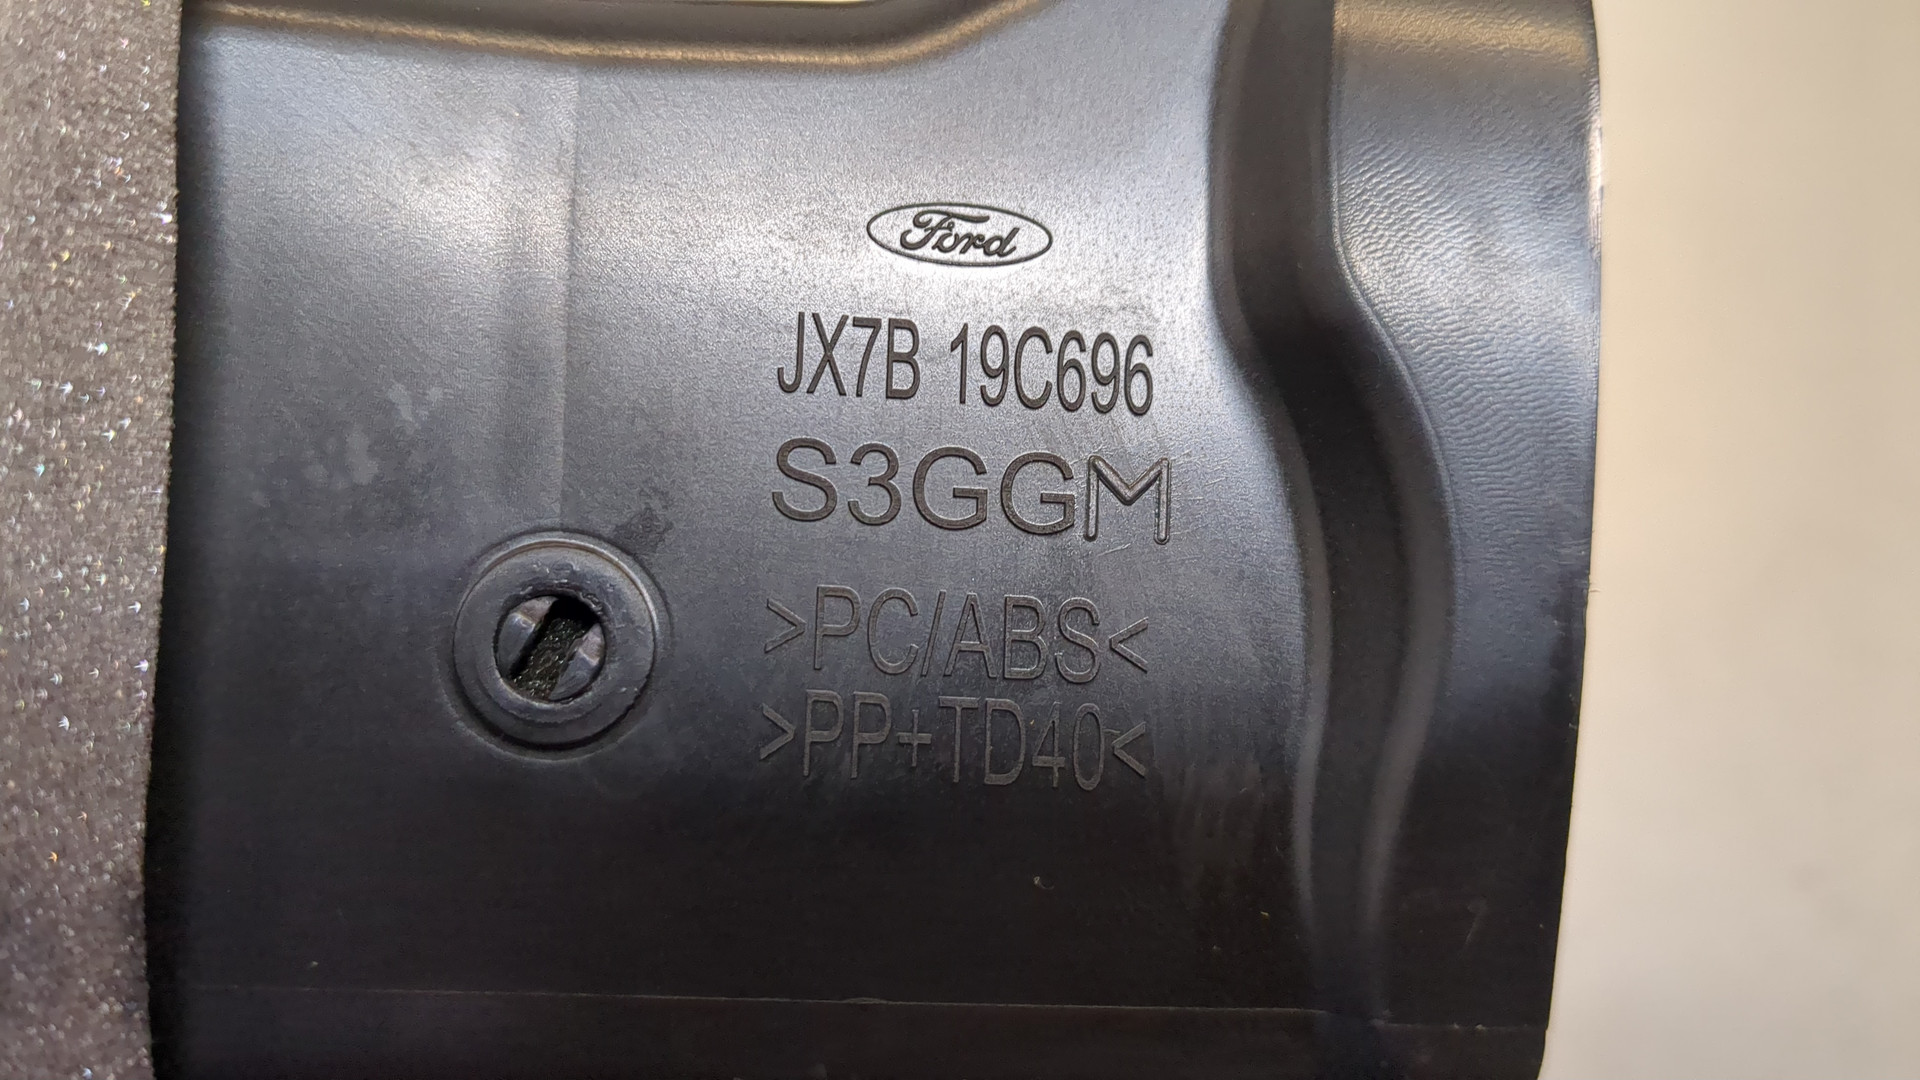 Ford
JX7B 19C696
S3GGM
>PC/ABS<
>PP+TD40<